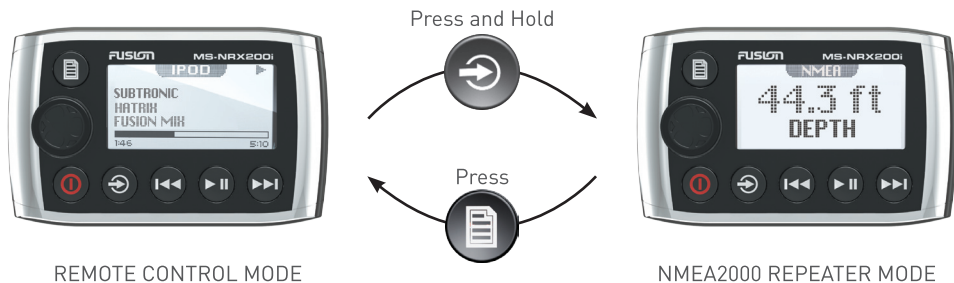 Press and Hold
FUSION MS-NRX200i
IPOD
SUBTRONIC
MATRIX
FUSION MIX
1:46 5:10
FUSION MS-NRX200i
NMEA
44.3 ft
DEPTH
Press
REMOTE CONTROL MODE
NMEA2000 REPEATER MODE